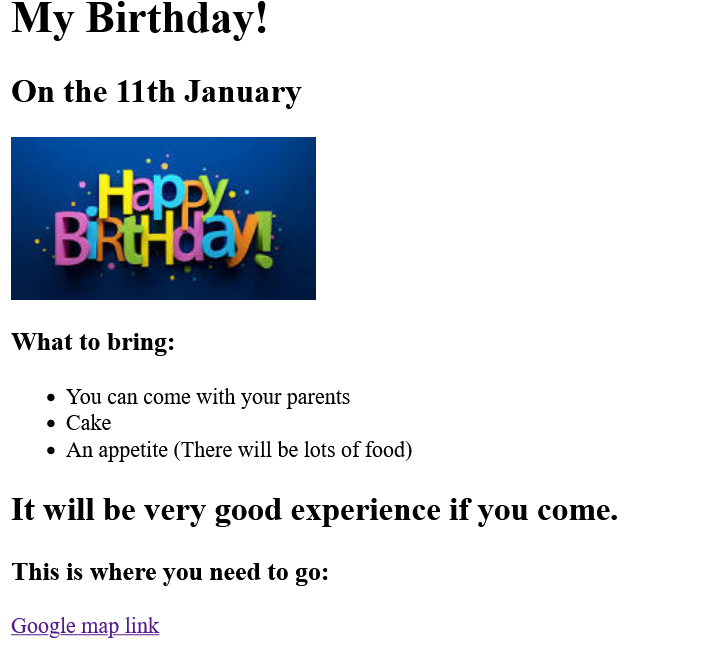 My Birthday!
On the 11th January
Happy
Birthday!
What to bring:
• You can come with your parents
• Cake
• An appetite (There will be lots of food)
It will be very good experience if you come.
This is where you need to go:
Google map link